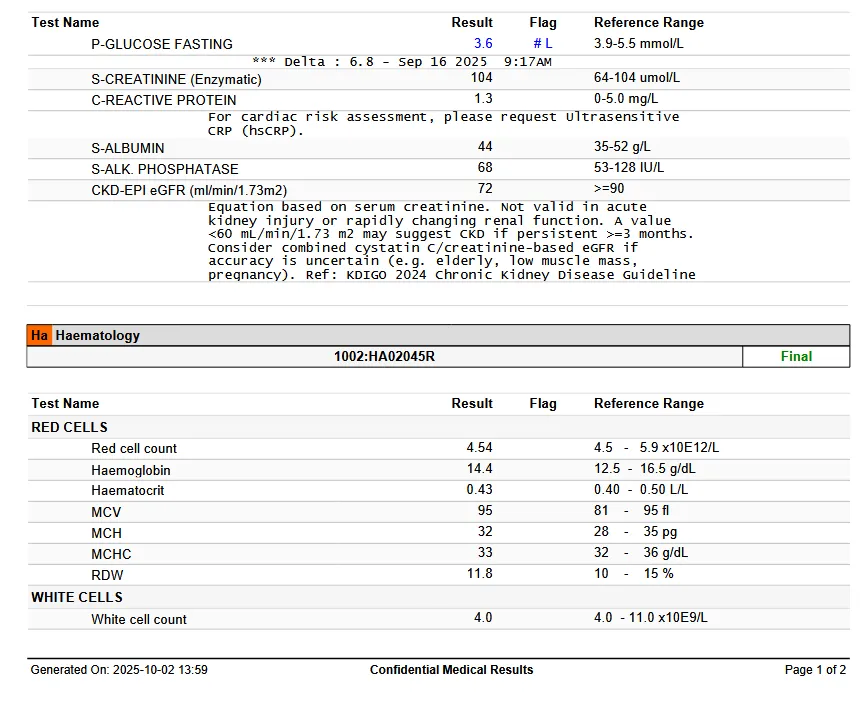 Test Name Result Flag Reference Range
P-GLUCOSE FASTING 3.6 # L 3.9-5.5 mmol/L
*** Delta : 6.8 - Sep 16 2025 9:17AM
S-CREATININE (Enzymatic) 104 64-104 umol/L
C-REACTIVE PROTEIN 1.3 0-5.0 mg/L
For cardiac risk assessment, please request Ultrasensitive
CRP (hsCRP).
S-ALBUMIN 44 35-52 g/L
S-ALK. PHOSPHATASE 68 53-128 IU/L
CKD-EPI eGFR (ml/min/1.73m2) 72 >=90
Equation based on serum creatinine. Not valid in acute
kidney injury or rapidly changing renal function. A value
<60 mL/min/1.73 m2 may suggest CKD if persistent >=3 months.
Consider combined cystatin C/creatinine-based eGFR if
accuracy is uncertain (e.g. elderly, low muscle mass,
pregnancy). Ref: KDIGO 2024 Chronic Kidney Disease Guideline
Ha Haematology
1002:HA02045R Final
Test Name Result Flag Reference Range
RED CELLS
Red cell count 4.54 4.5 - 5.9 x10E12/L
Haemoglobin 14.4 12.5 - 16.5 g/dL
Haematocrit 0.43 0.40 - 0.50 L/L
MCV 95 81 - 95 fl
MCH 32 28 - 35 pg
MCHC 33 32 - 36 g/dL
RDW 11.8 10 - 15 %
WHITE CELLS
White cell count 4.0 4.0 - 11.0 x10E9/L
Generated On: 2025-10-02 13:59 Confidential Medical Results Page 1 of 2